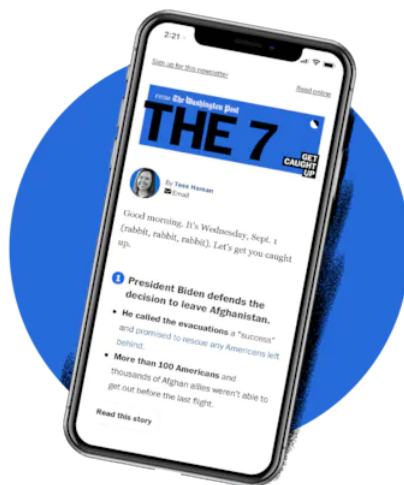 2:21
Sign up for this newsletter
Read online
FROM The Washington Post
THE 7
GET
CAUGHT
UP
By Tess Homan
Email
Good morning. It's Wednesday, Sept. 1
(rabbit, rabbit, rabbit). Let's get you caught
up.
1 President Biden defends the
decision to leave Afghanistan.
• He called the evacuations a "success"
and promised to rescue any Americans left
behind.
• More than 100 Americans and
thousands of Afghan allies weren't able to
get out before the last flight.
Read this story